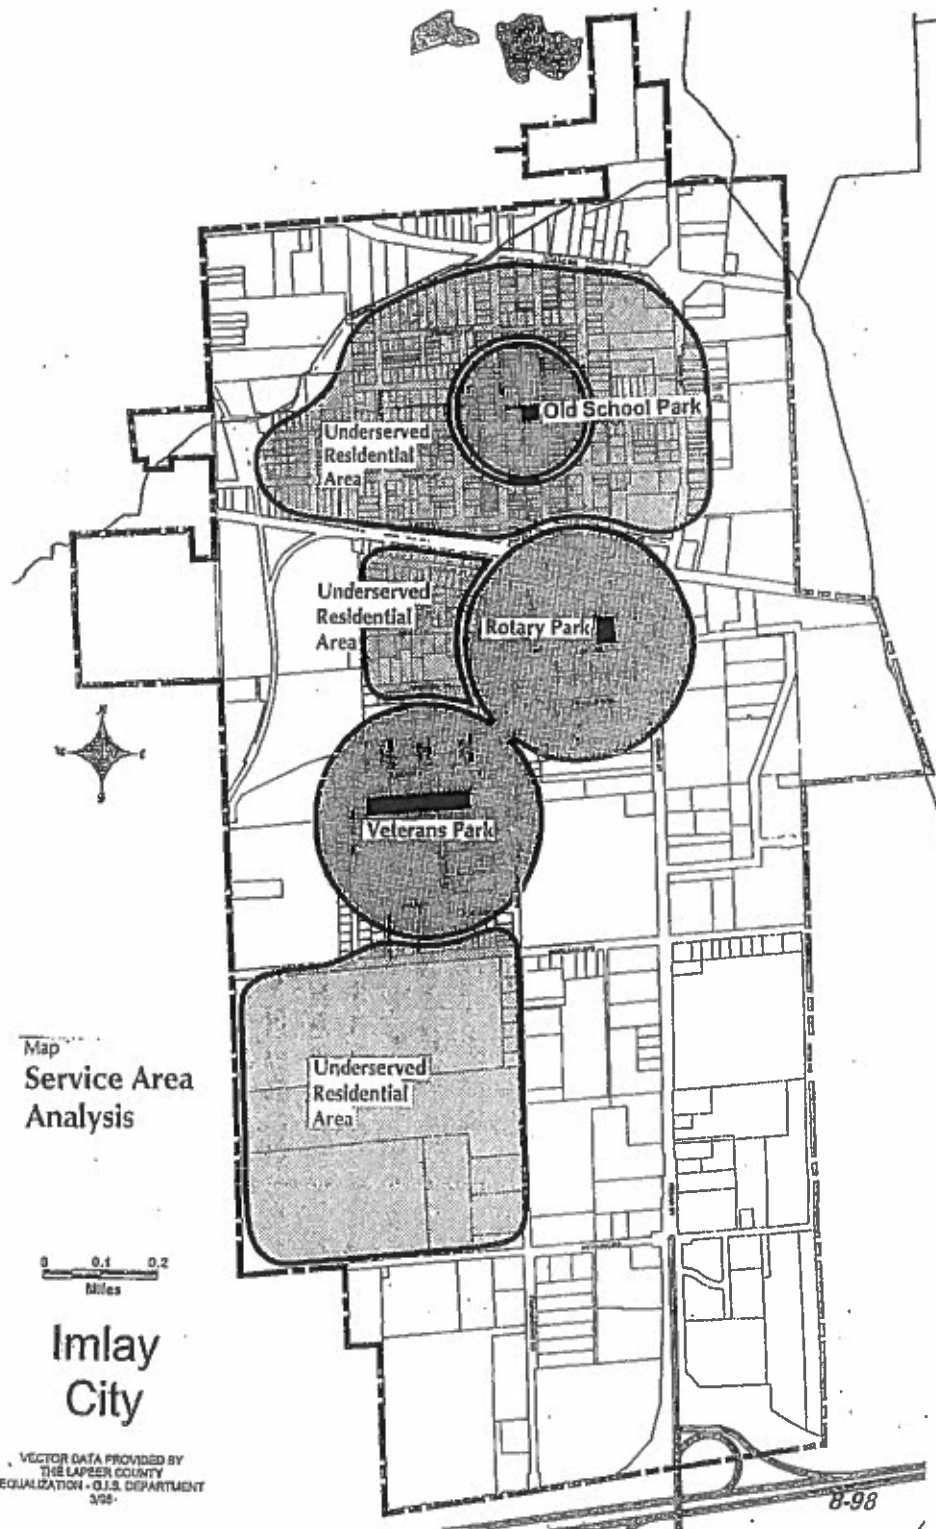 Old School Park
Underserved
Residential
Area
Underserved
Residential
Area
Rotary Park
N
W
E
S
Veterans Park
Map
Service Area
Analysis
Underserved
Residential
Area
0 0.1 0.2
Miles
Imlay
City
VECTOR DATA PROVIDED BY
THE LAPEER COUNTY
EQUALIZATION - G.I.S. DEPARTMENT
8-98